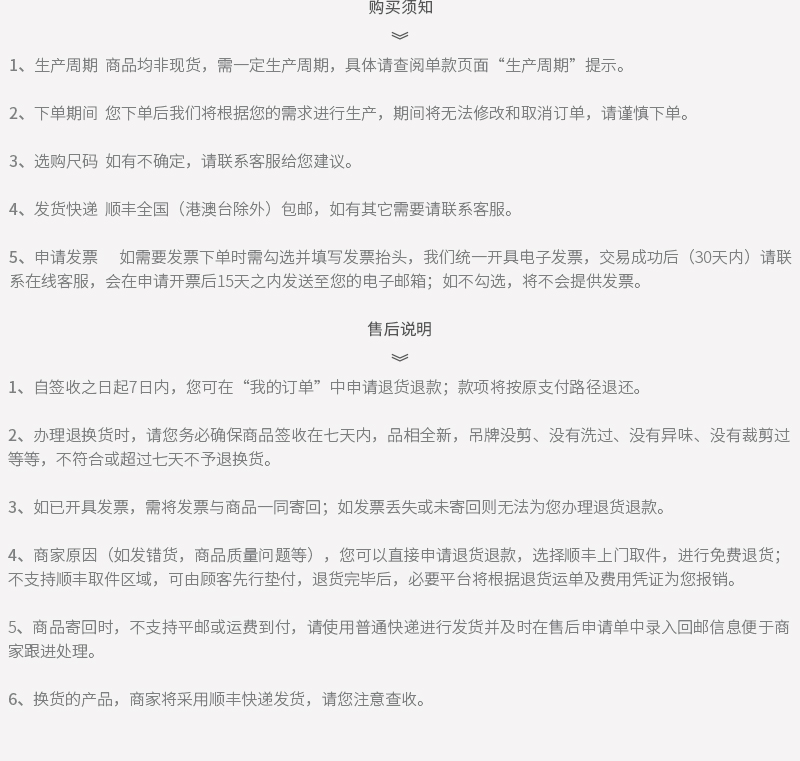 购买须知
1、生产周期 商品均非现货，需一定生产周期，具体请查阅单款页面“生产周期”提示。
2、下单期间 您下单后我们将根据您的需求进行生产，期间将无法修改和取消订单，请谨慎下单。
3、选购尺码 如有不确定，请联系客服给您建议。
4、发货快递 顺丰全国（港澳台除外）包邮，如有其它需要请联系客服。
5、申请发票 如需要发票下单时需勾选并填写发票抬头，我们统一开具电子发票，交易成功后（30天内）请联
系在线客服，会在申请开票后15天之内发送至您的电子邮箱；如不勾选，将不会提供发票。
售后说明
1、自签收之日起7日内，您可在“我的订单”中申请退货退款；款项将按原支付路径退还。
2、办理退换货时，请您务必确保商品签收在七天内，品相全新，吊牌没剪、没有洗过、没有异味、没有裁剪过
等等，不符合或超过七天不予退换货。
3、如已开具发票，需将发票与商品一同寄回；如发票丢失或未寄回则无法为您办理退货退款。
4、商家原因（如发错货，商品质量问题等），您可以直接申请退货退款，选择顺丰上门取件，进行免费退货；
不支持顺丰取件区域，可由顾客先行垫付，退货完毕后，必要平台将根据退货运单及费用凭证为您报销。
5、商品寄回时，不支持平邮或运费到付，请使用普通快递进行发货并及时在售后申请单中录入回邮信息便于商
家跟进处理。
6、换货的产品，商家将采用顺丰快递发货，请您注意查收。